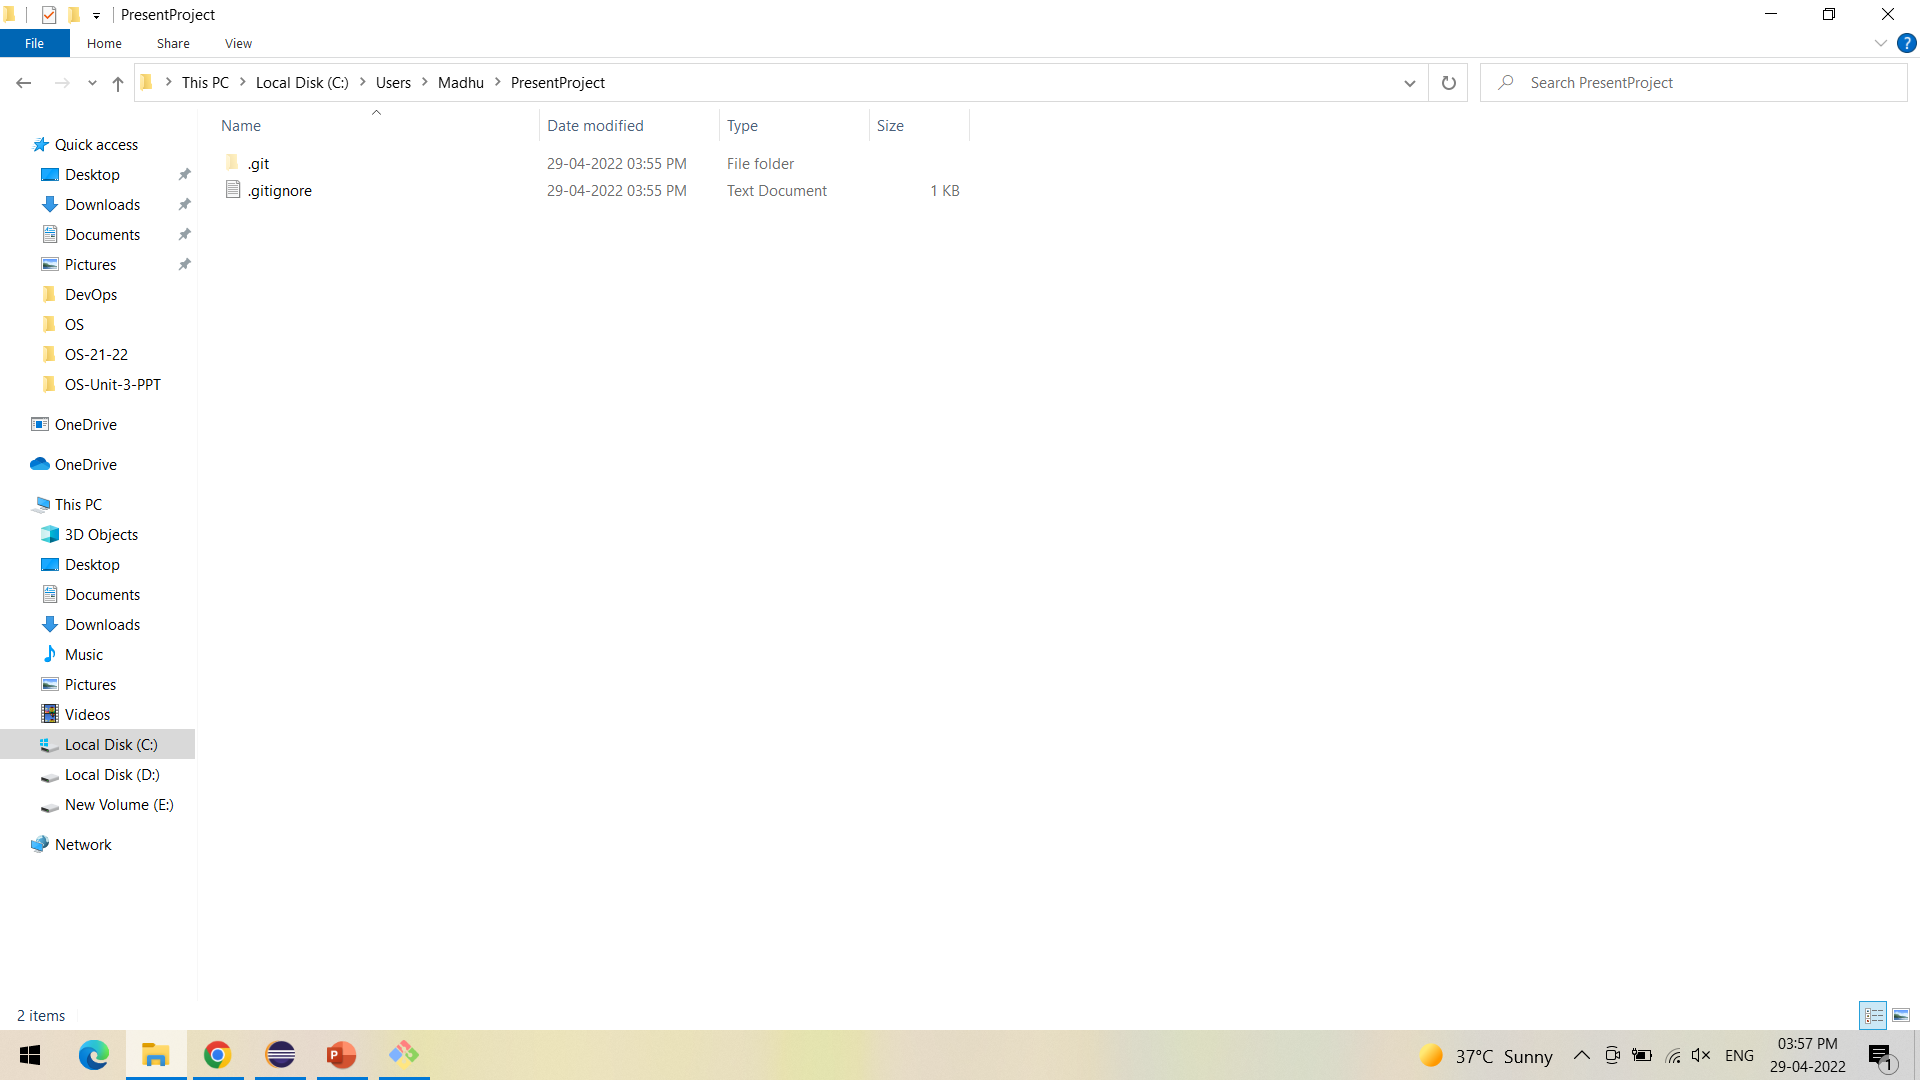 PresentProject
File Home Share View
This PC Local Disk (C:) Users Madhu PresentProject
Search PresentProject
Name Date modified Type Size
.git 29-04-2022 03:55 PM File folder
.gitignore 29-04-2022 03:55 PM Text Document 1 KB
Quick access
Desktop
Downloads
Documents
Pictures
DevOps
OS
OS-21-22
OS-Unit-3-PPT
OneDrive
OneDrive
This PC
3D Objects
Desktop
Documents
Downloads
Music
Pictures
Videos
Local Disk (C:)
Local Disk (D:)
New Volume (E:)
Network
2 items
37°C Sunny
ENG
03:57 PM
29-04-2022
1